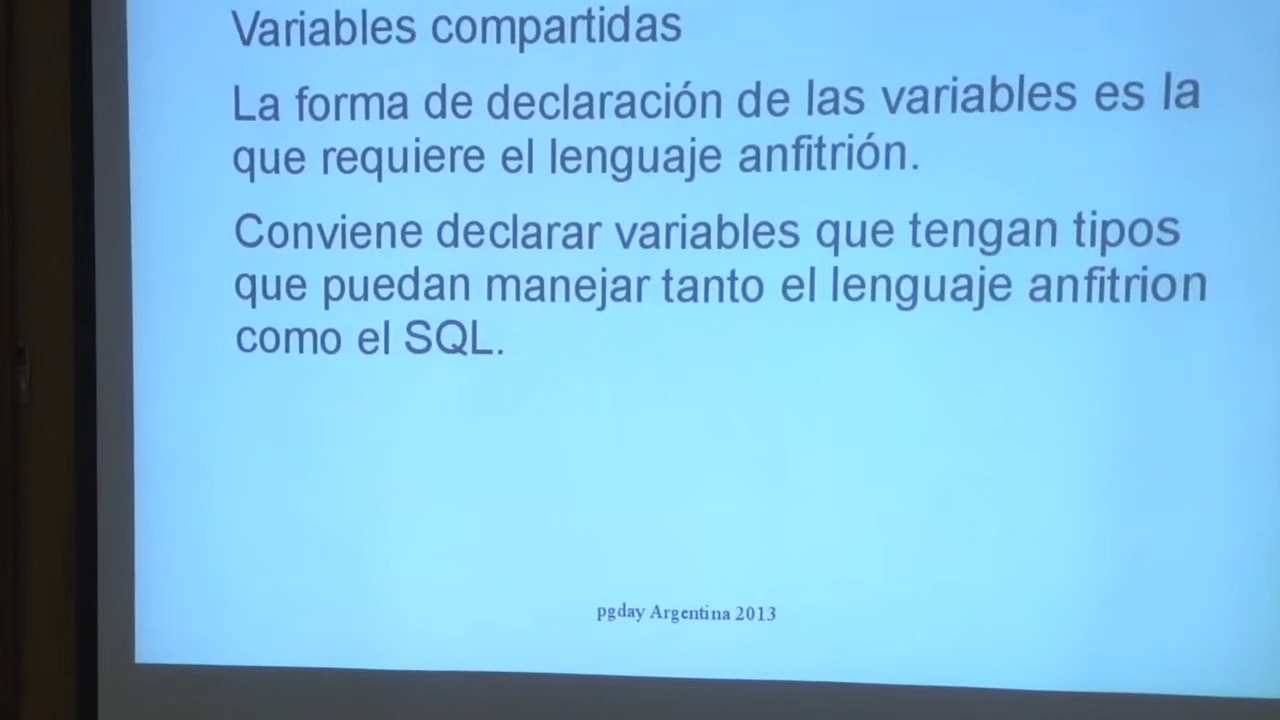 Variables compartidas
La forma de declaración de las variables es la
que requiere el lenguaje anfitrión.
Conviene declarar variables que tengan tipos
que puedan manejar tanto el lenguaje anfitrion
como el SQL.
pgday Argentina 2013